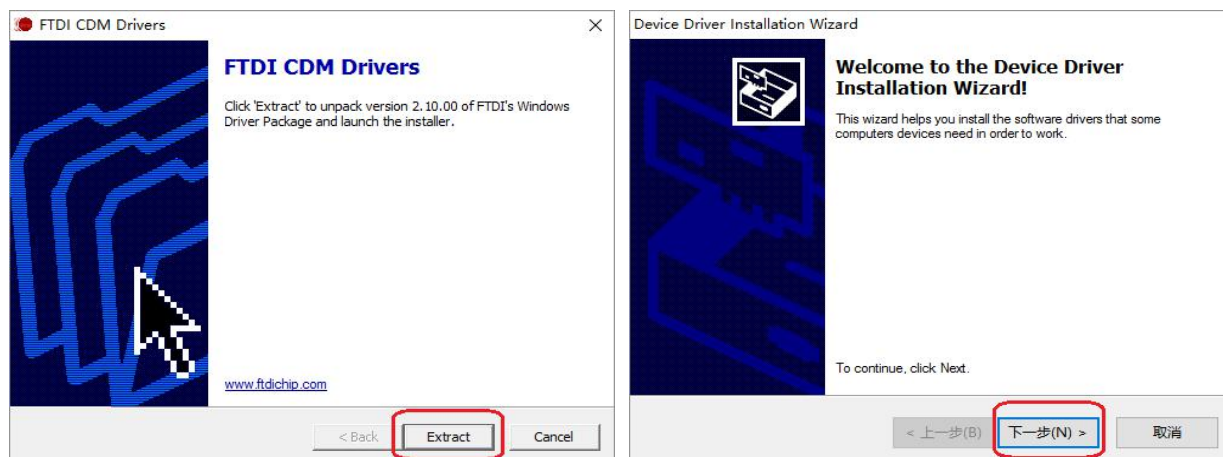 FTDI CDM Drivers
FTDI CDM Drivers
Click 'Extract' to unpack version 2.10.00 of FTDI's Windows
Driver Package and launch the installer.
www.ftdichip.com
< Back
Extract
Cancel
Device Driver Installation Wizard
Welcome to the Device Driver
Installation Wizard!
This wizard helps you install the software drivers that some
computers devices need in order to work.
To continue, click Next.
< 上一步(B)
下一步(N) >
取消